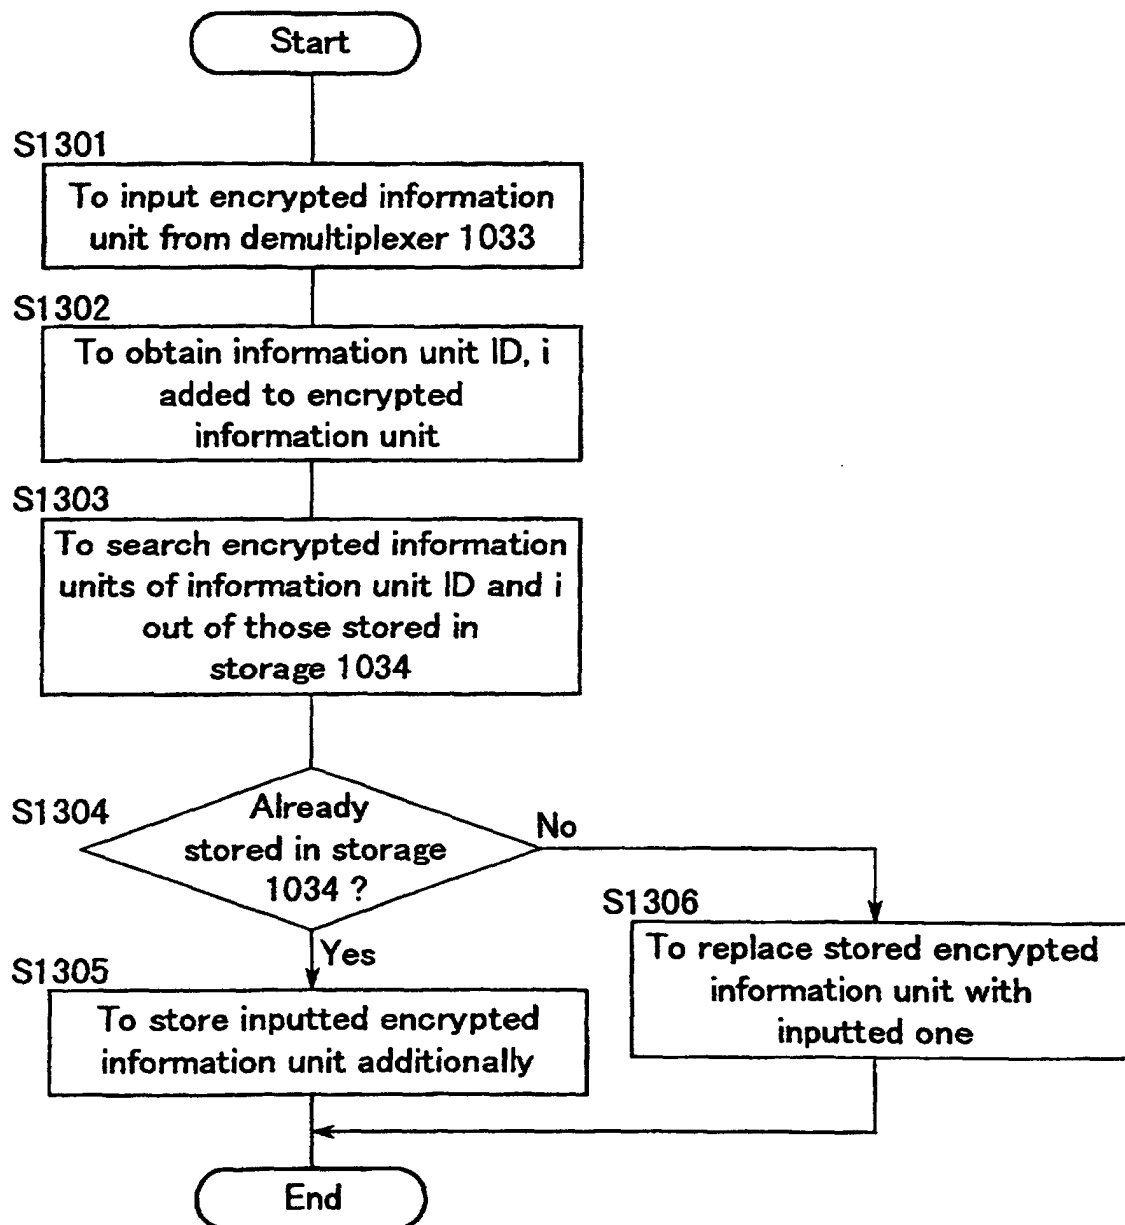 Start
S1301
To input encrypted information
unit from demultiplexer 1033
S1302
To obtain information unit ID, i
added to encrypted
information unit
S1303
To search encrypted information
units of information unit ID and i
out of those stored in
storage 1034
S1304
Already
stored in storage
1034 ?
No
Yes
S1305
To store inputted encrypted
information unit additionally
S1306
To replace stored encrypted
information unit with
inputted one
End